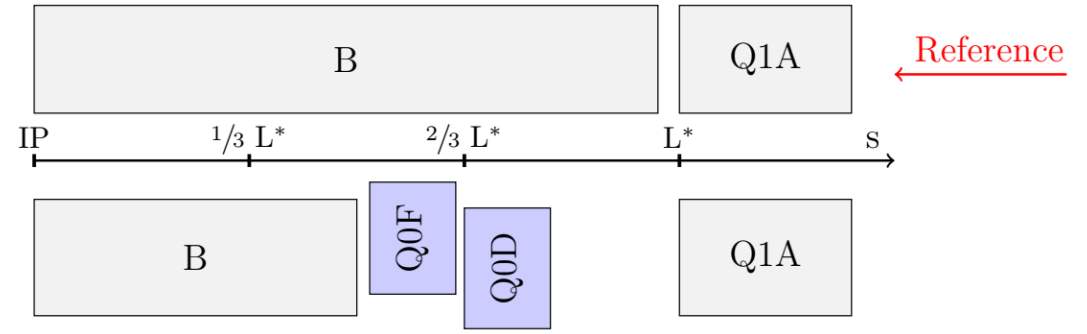 B
Q1A
Reference
IP
1/3 L*
2/3 L*
L*
s
B
Q0F
Q0D
Q1A